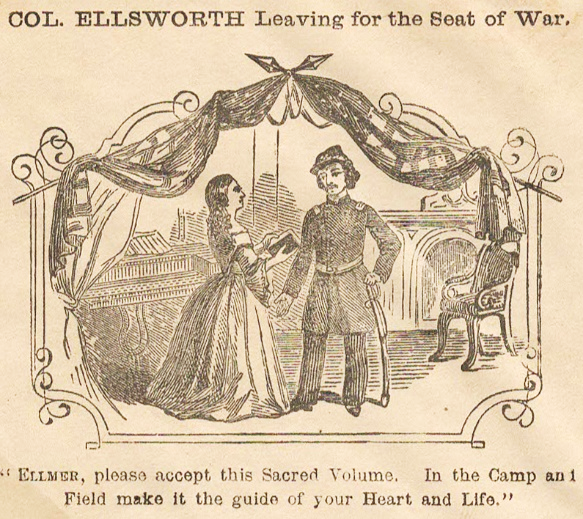 COL. ELLSWORTH Leaving for the Seat of War.
"ELLMER, please accept this Sacred Volume. In the Camp and
Field make it the guide of your Heart and Life."